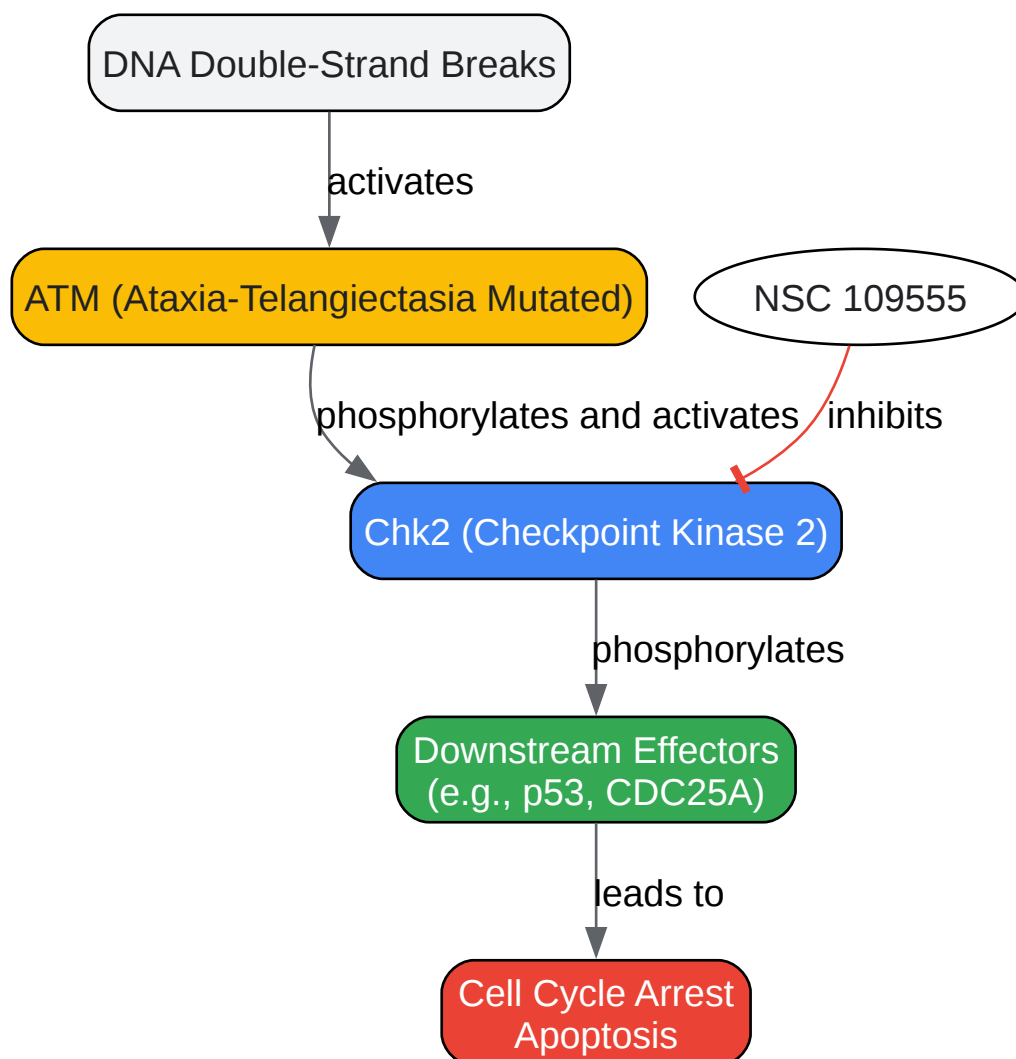 DNA Double-Strand Breaks
activates
ATM (Ataxia-Telangiectasia Mutated)
NSC 109555
phosphorylates and activates
inhibits
Chk2 (Checkpoint Kinase 2)
phosphorylates
Downstream Effectors
(e.g., p53, CDC25A)
leads to
Cell Cycle Arrest
Apoptosis